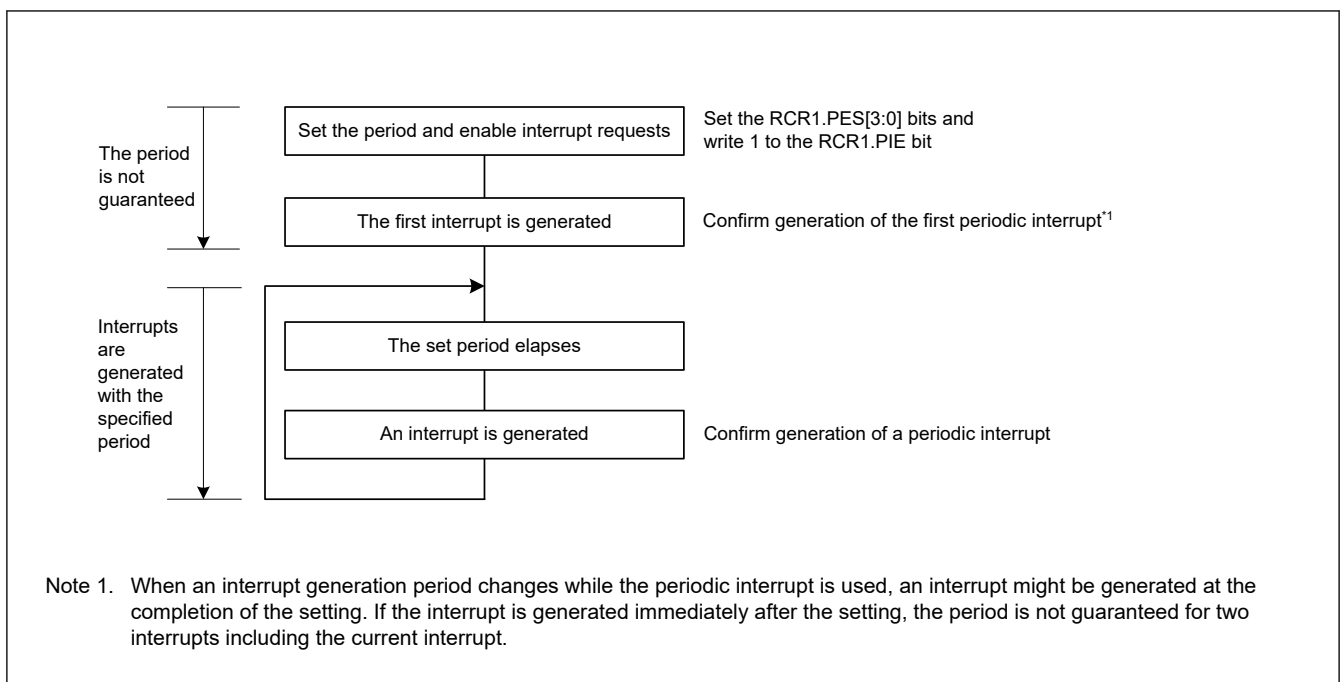 Set the period and enable interrupt requests
Set the RCR1.PES[3:0] bits and
write 1 to the RCR1.PIE bit
The period
is not
guaranteed
The first interrupt is generated
Confirm generation of the first periodic interrupt*1
Interrupts
are
generated
with the
specified
period
The set period elapses
An interrupt is generated
Confirm generation of a periodic interrupt
Note 1. When an interrupt generation period changes while the periodic interrupt is used, an interrupt might be generated at the
completion of the setting. If the interrupt is generated immediately after the setting, the period is not guaranteed for two
interrupts including the current interrupt.